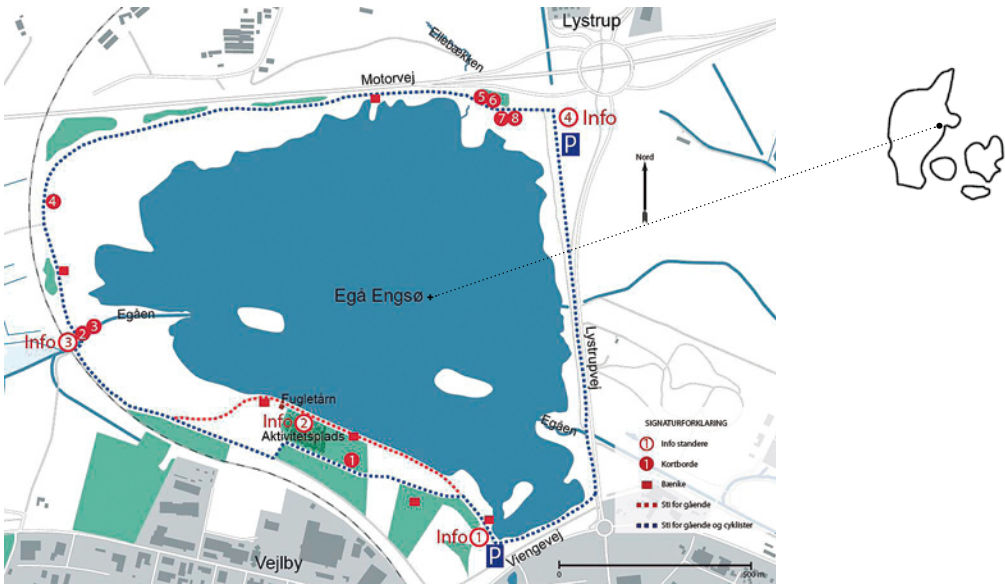 Lystrup
Ellebækken
Motorvej
5 6
7 8
4 Info
P
Nord
4
Egå Engsø
Egåen
3
2
Info 3
Lystrupvej
Fugletårn
Info 2
Aktivitetsplads
1
Egåen
SIGNATURFORKLARING
1 Info standere
1 Kortborde
Bænke
Sti for gående
Sti for gående og cyklister
Info 1
P
Viengevej
Vejlby
0 500 m